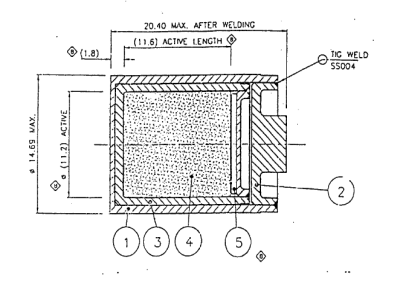 20.40 MAX. AFTER WELDING
(11.6) ACTIVE LENGTH
(1.8)
TIG WELD
SS004
ø 14.69 MAX.
ø (11.2) ACTIVE
2
1 3 4 5